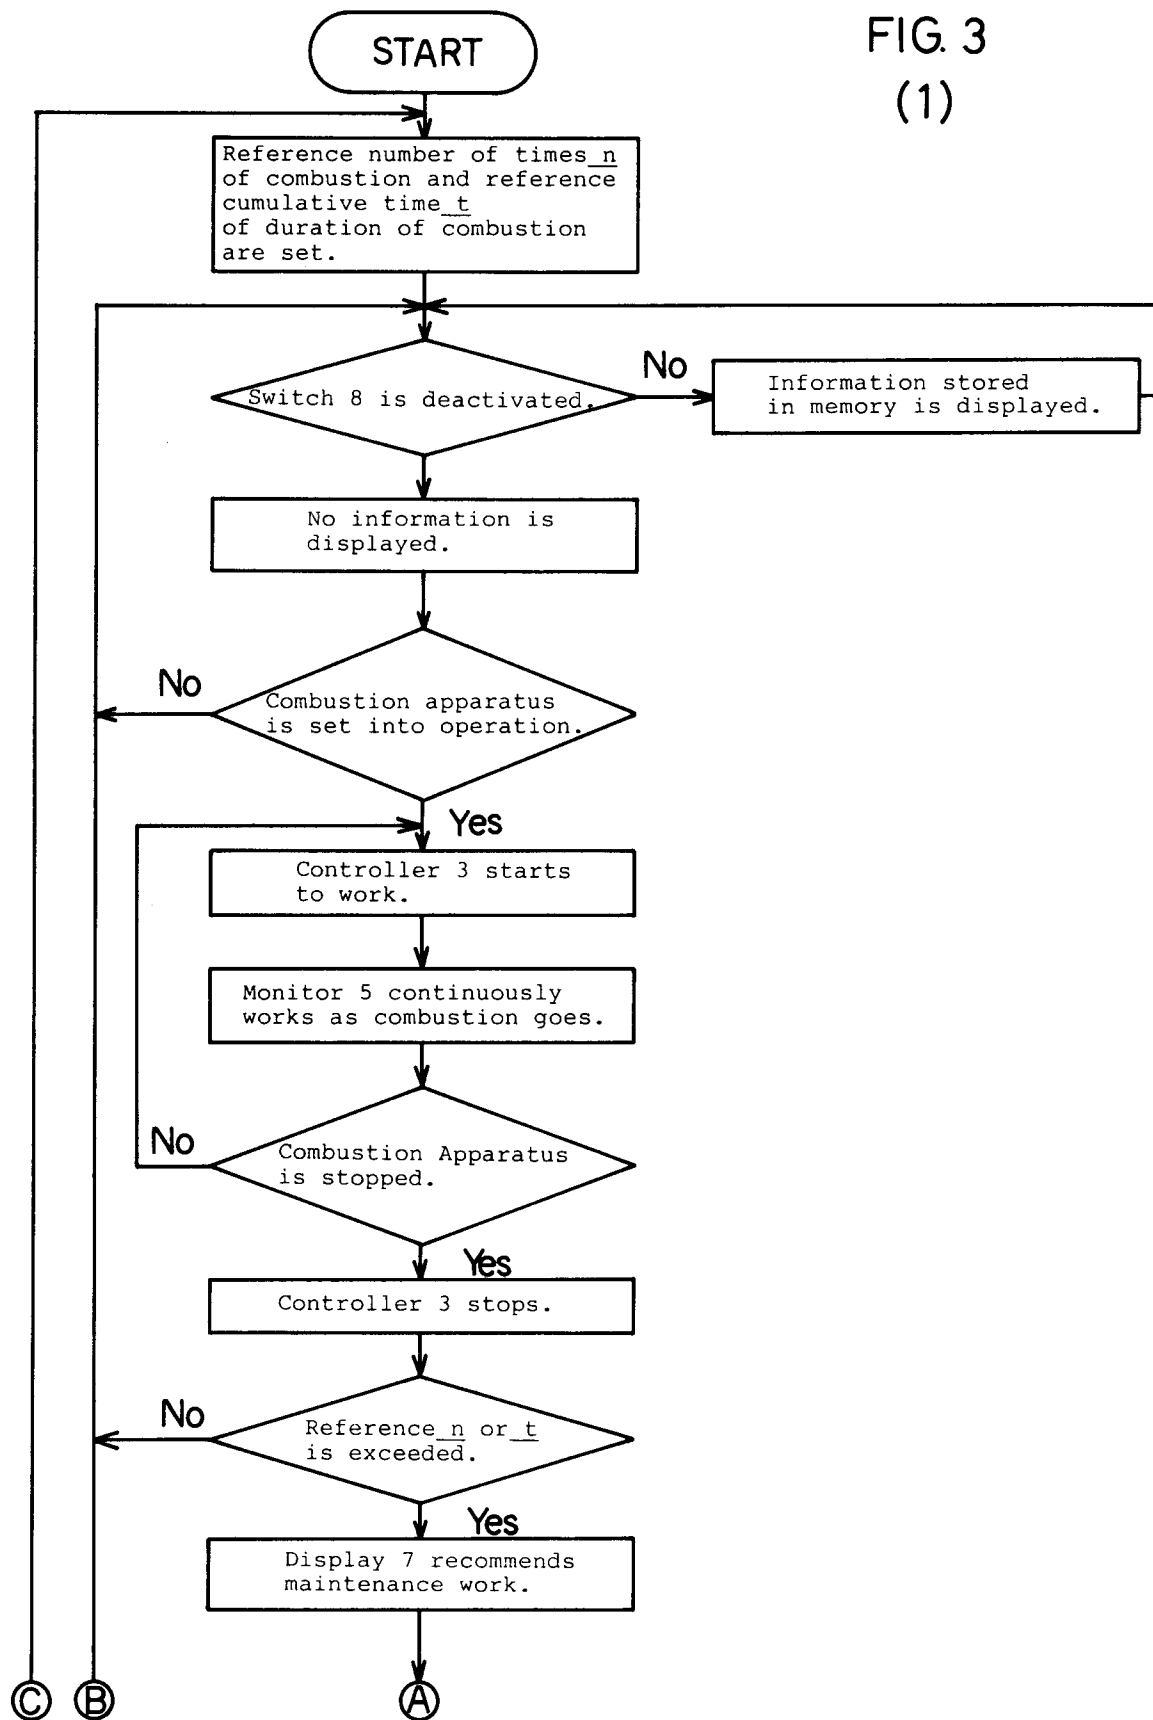 FIG. 3
(1)
START
Reference number of times n
of combustion and reference
cumulative time t
of duration of combustion
are set.
Switch 8 is deactivated.
No
Information stored
in memory is displayed.
No information is
displayed.
No
Combustion apparatus
is set into operation.
Yes
Controller 3 starts
to work.
Monitor 5 continuously
works as combustion goes.
No
Combustion Apparatus
is stopped.
Yes
Controller 3 stops.
No
Reference n or t
is exceeded.
Yes
Display 7 recommends
maintenance work.
C
B
A